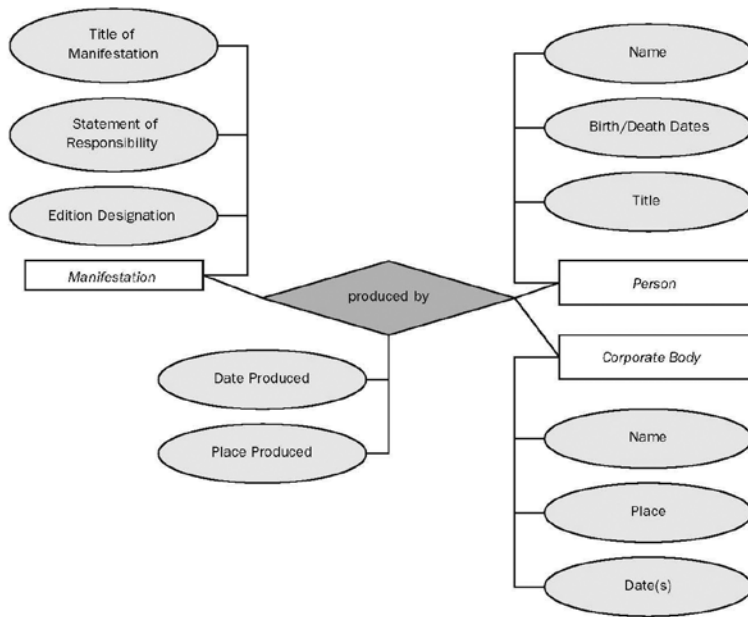 Title of
Manifestation
Statement of
Responsibility
Edition Designation
Manifestation
produced by
Date Produced
Place Produced
Name
Birth/Death Dates
Title
Person
Corporate Body
Name
Place
Date(s)